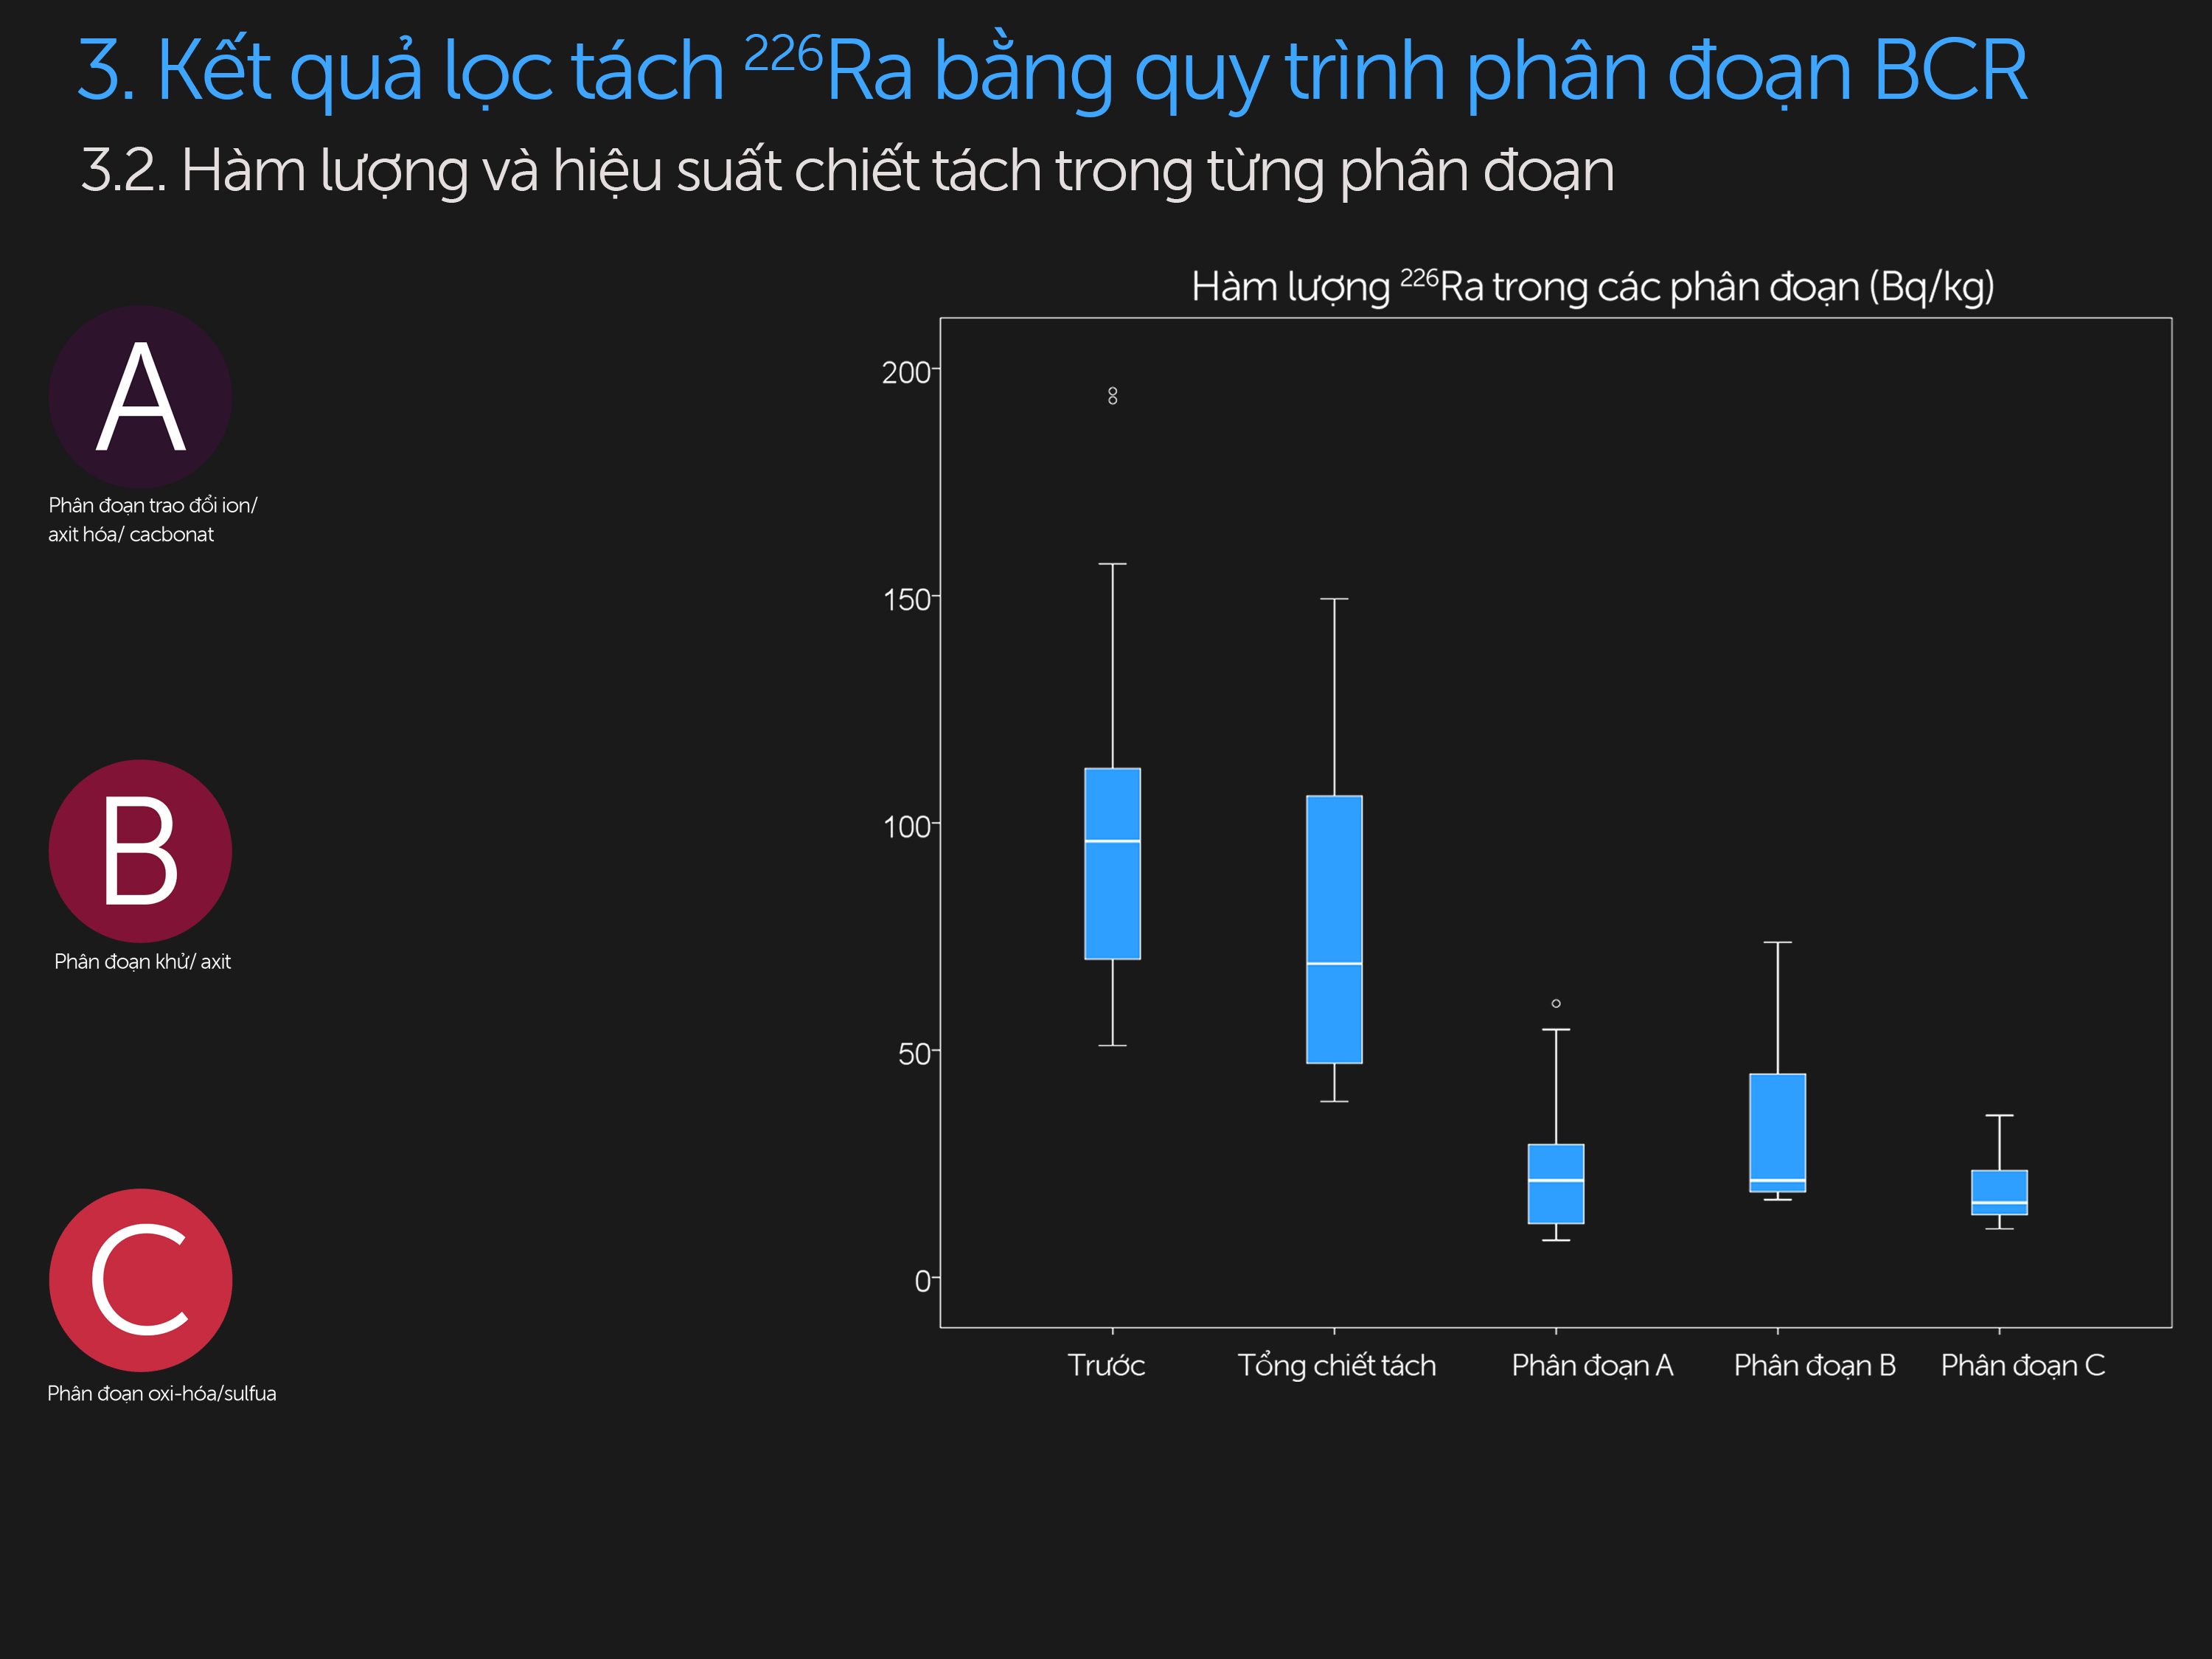 3. Kết quả lọc tách ²²⁶Ra bằng quy trình phân đoạn BCR
3.2. Hàm lượng và hiệu suất chiết tách trong từng phân đoạn
A
Phân đoạn trao đổi ion/
axit hóa/ cacbonat
B
Phân đoạn khử/ axit
C
Phân đoạn oxi-hóa/sulfua
Hàm lượng ²²⁶Ra trong các phân đoạn (Bq/kg)
200
150
100
50
0
Trước Tổng chiết tách Phân đoạn A Phân đoạn B Phân đoạn C